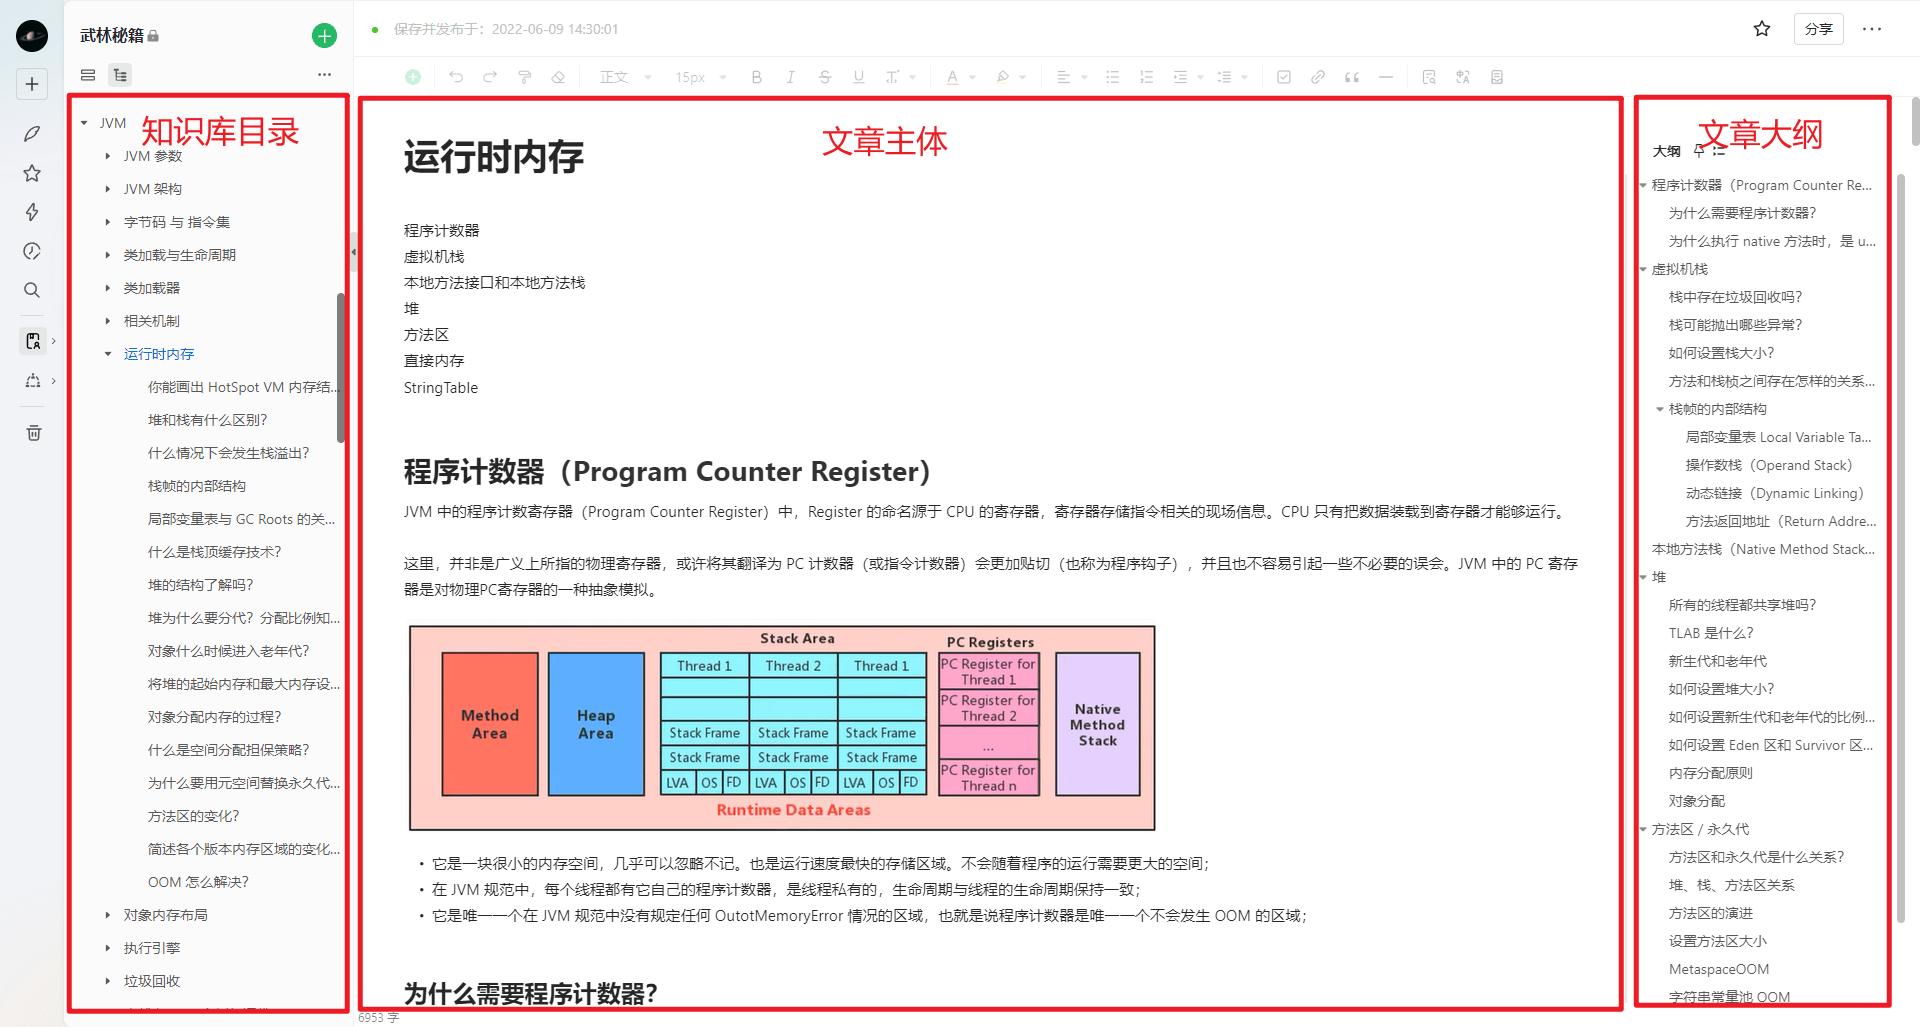 武林秘籍
保存并发布于：2022-06-09 14:30:01
分享
正文
15px
知识库目录
JVM
JVM 参数
JVM 架构
字节码 与 指令集
类加载与生命周期
类加载器
相关机制
运行时内存
你能画出 HotSpot VM 内存结...
堆和栈有什么区别？
什么情况下会发生栈溢出？
栈帧的内部结构
局部变量表与 GC Roots 的关...
什么是栈顶缓存技术？
堆的结构了解吗？
堆为什么要分代？分配比例知...
对象什么时候进入老年代？
将堆的起始内存和最大内存设...
对象分配内存的过程？
什么是空间分配担保策略？
为什么要用元空间替换永久代...
方法区的变化？
简述各个版本内存区域的变化...
OOM 怎么解决？
对象内存布局
执行引擎
垃圾回收
文章主体
运行时内存
程序计数器
虚拟机栈
本地方法接口和本地方法栈
堆
方法区
直接内存
StringTable
程序计数器（Program Counter Register）
JVM 中的程序计数寄存器（Program Counter Register）中，Register 的命名源于 CPU 的寄存器，寄存器存储指令相关的现场信息。CPU 只有把数据装载到寄存器才能够运行。
这里，并非是广义上所指的物理寄存器，或许将其翻译为 PC 计数器（或指令计数器）会更加贴切（也称为程序钩子），并且也不容易引起一些不必要的误会。JVM 中的 PC 寄存
器是对物理PC寄存器的一种抽象模拟。
Stack Area
PC Registers
Method
Area
Heap
Area
Thread 1
Thread 2
Thread 1
Stack Frame
Stack Frame
Stack Frame
Stack Frame
Stack Frame
Stack Frame
LVA OS FD LVA OS FD LVA OS FD
PC Register for
Thread 1
PC Register for
Thread 2
...
PC Register for
Thread n
Native
Method
Stack
Runtime Data Areas
• 它是一块很小的内存空间，几乎可以忽略不记。也是运行速度最快的存储区域。不会随着程序的运行需要更大的空间；
• 在 JVM 规范中，每个线程都有它自己的程序计数器，是线程私有的，生命周期与线程的生命周期保持一致；
• 它是唯一一个在 JVM 规范中没有规定任何 OutotMemoryError 情况的区域，也就是说程序计数器是唯一一个不会发生 OOM 的区域；
为什么需要程序计数器？
6953 字
文章大纲
大纲
程序计数器（Program Counter Re...
为什么需要程序计数器？
为什么执行 native 方法时，是 u...
虚拟机栈
栈中存在垃圾回收吗？
栈可能抛出哪些异常？
如何设置栈大小？
方法和栈桢之间存在怎样的关系...
栈帧的内部结构
局部变量表 Local Variable Ta...
操作数栈（Operand Stack）
动态链接（Dynamic Linking）
方法返回地址（Return Addre...
本地方法栈（Native Method Stack...
堆
所有的线程都共享堆吗？
TLAB 是什么？
新生代和老年代
如何设置堆大小？
如何设置新生代和老年代的比例...
如何设置 Eden 区和 Survivor 区...
内存分配原则
对象分配
方法区 / 永久代
方法区和永久代是什么关系？
堆、栈、方法区关系
方法区的演进
设置方法区大小
MetaspaceOOM
字符串常量池 OOM